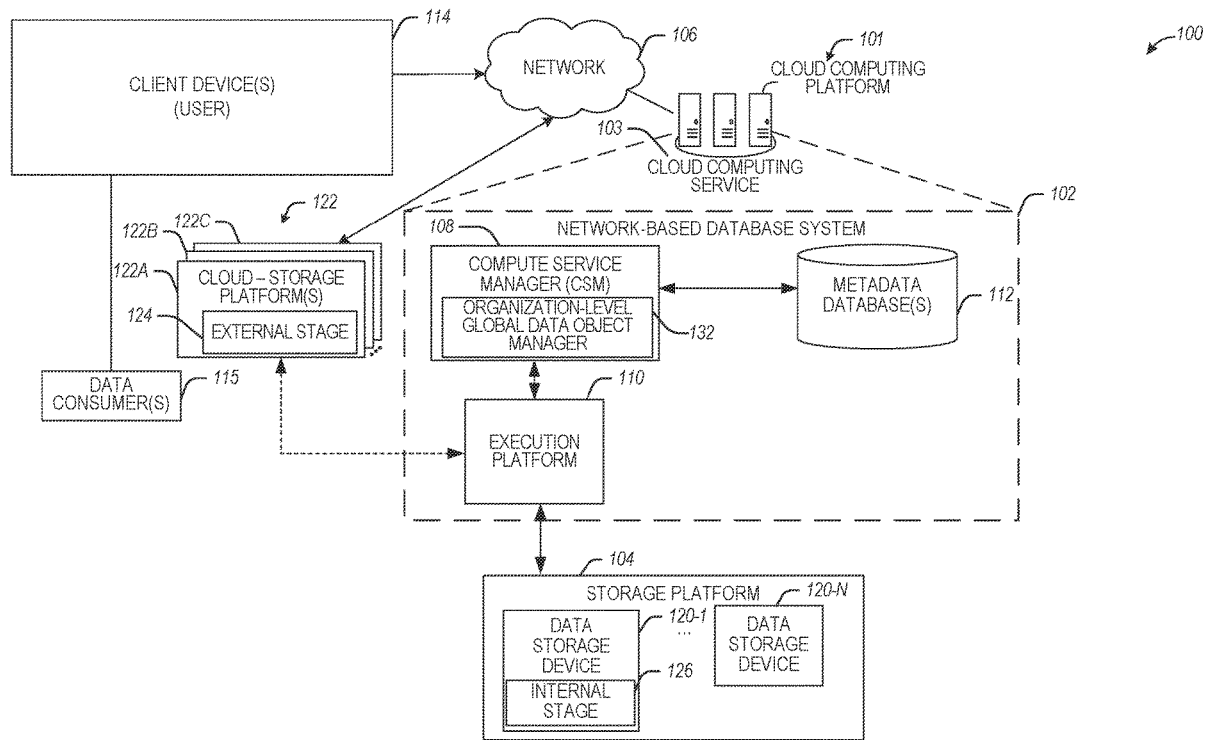 114
CLIENT DEVICE(S)
(USER)
NETWORK
106
101
CLOUD COMPUTING
PLATFORM
100
103
CLOUD COMPUTING
SERVICE
102
122
122C
122B
122A
CLOUD – STORAGE
PLATFORM(S)
124
EXTERNAL STAGE
115
DATA
CONSUMER(S)
NETWORK-BASED DATABASE SYSTEM
108
COMPUTE SERVICE
MANAGER (CSM)
ORGANIZATION-LEVEL
GLOBAL DATA OBJECT
MANAGER
132
METADATA
DATABASE(S)
112
110
EXECUTION
PLATFORM
104
STORAGE PLATFORM
DATA
STORAGE
DEVICE
120-1
...
120-N
DATA
STORAGE
DEVICE
INTERNAL
STAGE
126